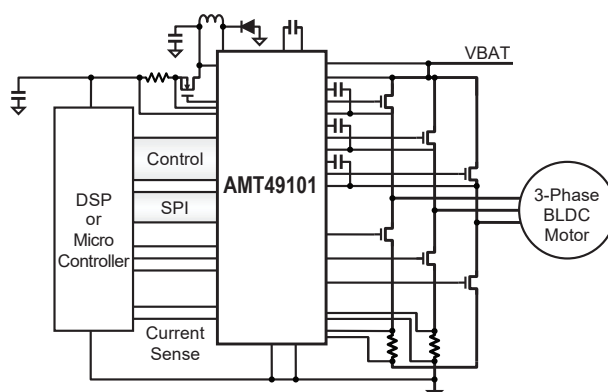 VBAT
Control
AMT49101
SPI
DSP
or
Micro
Controller
3-Phase
BLDC
Motor
Current
Sense